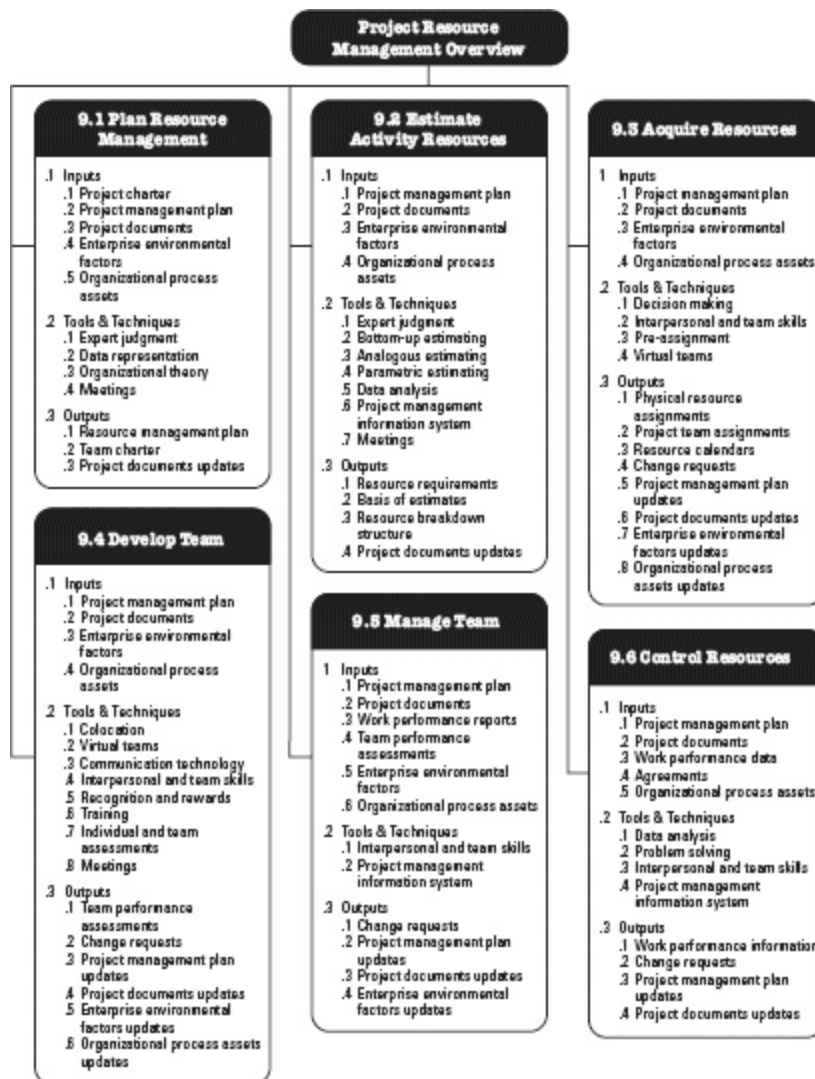 Project Resource
Management Overview
9.1 Plan Resource
Management
.1 Inputs
.1 Project charter
.2 Project management plan
.3 Project documents
.4 Enterprise environmental
factors
.5 Organizational process
assets
.2 Tools & Techniques
.1 Expert judgment
.2 Data representation
.3 Organizational theory
.4 Meetings
.3 Outputs
.1 Resource management plan
.2 Team charter
.3 Project documents updates
9.2 Estimate
Activity Resources
.1 Inputs
.1 Project management plan
.2 Project documents
.3 Enterprise environmental
factors
.4 Organizational process
assets
.2 Tools & Techniques
.1 Expert judgment
.2 Bottom-up estimating
.3 Analogous estimating
.4 Parametric estimating
.5 Data analysis
.6 Project management
information system
.7 Meetings
.3 Outputs
.1 Resource requirements
.2 Basis of estimates
.3 Resource breakdown
structure
.4 Project documents updates
9.3 Acquire Resources
1 Inputs
.1 Project management plan
.2 Project documents
.3 Enterprise environmental
factors
.4 Organizational process assets
.2 Tools & Techniques
.1 Decision making
.2 Interpersonal and team skills
.3 Pre-assignment
.4 Virtual teams
.3 Outputs
.1 Physical resource
assignments
.2 Project team assignments
.3 Resource calendars
.4 Change requests
.5 Project management plan
updates
.6 Project documents updates
.7 Enterprise environmental
factors updates
.8 Organizational process
assets updates
9.4 Develop Team
.1 Inputs
.1 Project management plan
.2 Project documents
.3 Enterprise environmental
factors
.4 Organizational process
assets
.2 Tools & Techniques
.1 Colocation
.2 Virtual teams
.3 Communication technology
.4 Interpersonal and team skills
.5 Recognition and rewards
.6 Training
.7 Individual and team
assessments
.8 Meetings
.3 Outputs
.1 Team performance
assessments
.2 Change requests
.3 Project management plan
updates
.4 Project documents updates
.5 Enterprise environmental
factors updates
.6 Organizational process assets
updates
9.5 Manage Team
1 Inputs
.1 Project management plan
.2 Project documents
.3 Work performance reports
.4 Team performance
assessments
.5 Enterprise environmental
factors
.6 Organizational process assets
.2 Tools & Techniques
.1 Interpersonal and team skills
.2 Project management
information system
.3 Outputs
.1 Change requests
.2 Project management plan
updates
.3 Project documents updates
.4 Enterprise environmental
factors updates
9.6 Control Resources
.1 Inputs
.1 Project management plan
.2 Project documents
.3 Work performance data
.4 Agreements
.5 Organizational process assets
.2 Tools & Techniques
.1 Data analysis
.2 Problem solving
.3 Interpersonal and team skills
.4 Project management
information system
.3 Outputs
.1 Work performance information
.2 Change requests
.3 Project management plan
updates
.4 Project documents updates